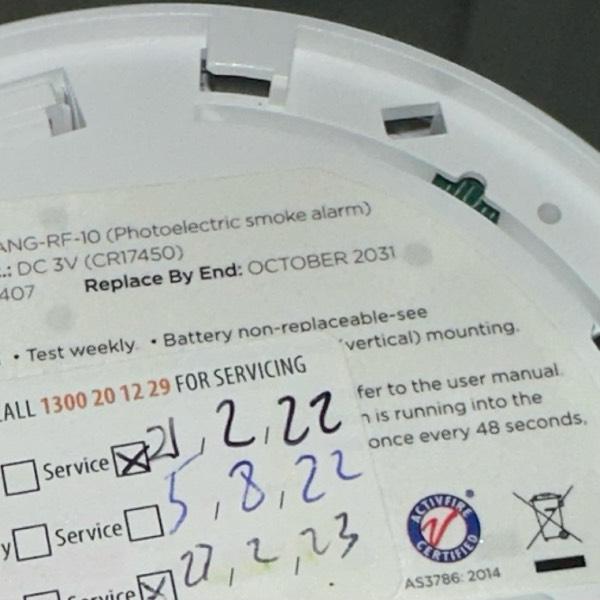 ANG-RF-10 (Photoelectric smoke alarm)
.: DC 3V (CR17450)
407 Replace By End: OCTOBER 2031
• Test weekly. • Battery non-replaceable-see
(vertical) mounting.
CALL 1300 20 12 29 FOR SERVICING
fer to the user manual.
n is running into the
once every 48 seconds,
Service 21, 2, 22
y Service 5, 8, 22
Service 27, 2, 23
ACTIVFIRE
CERTIFIED
AS3786: 2014